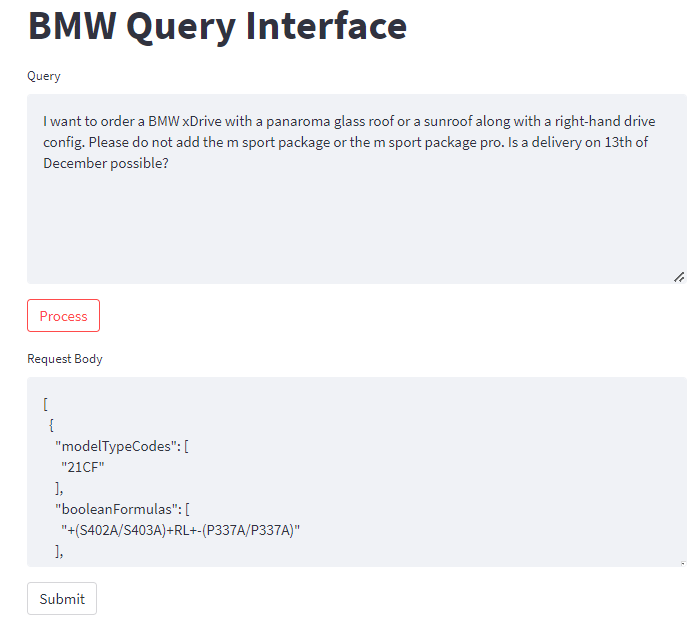 BMW Query Interface
Query
I want to order a BMW xDrive with a panaroma glass roof or a sunroof along with a right-hand drive
config. Please do not add the m sport package or the m sport package pro. Is a delivery on 13th of
December possible?
Process
Request Body
[
{
"modelTypeCodes": [
"21CF"
],
"booleanFormulas": [
"+(S402A/S403A)+RL+-(P337A/P337A)"
],
Submit